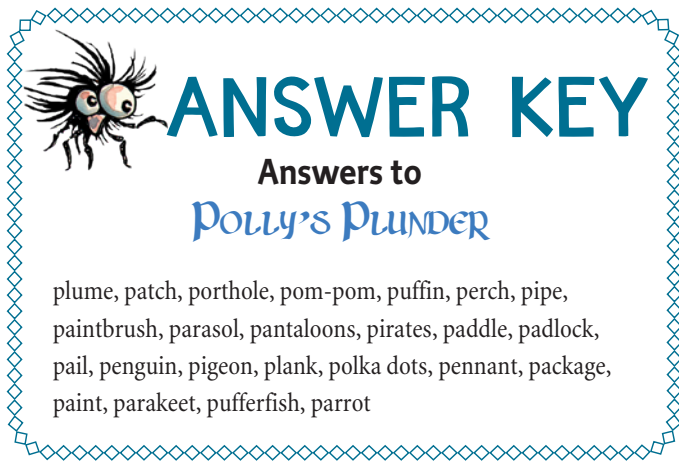 ANSWER KEY
Answers to
Polly's Plunder
plume, patch, porthole, pom-pom, puffin, perch, pipe,
paintbrush, parasol, pantaloons, pirates, paddle, padlock,
pail, penguin, pigeon, plank, polka dots, pennant, package,
paint, parakeet, pufferfish, parrot